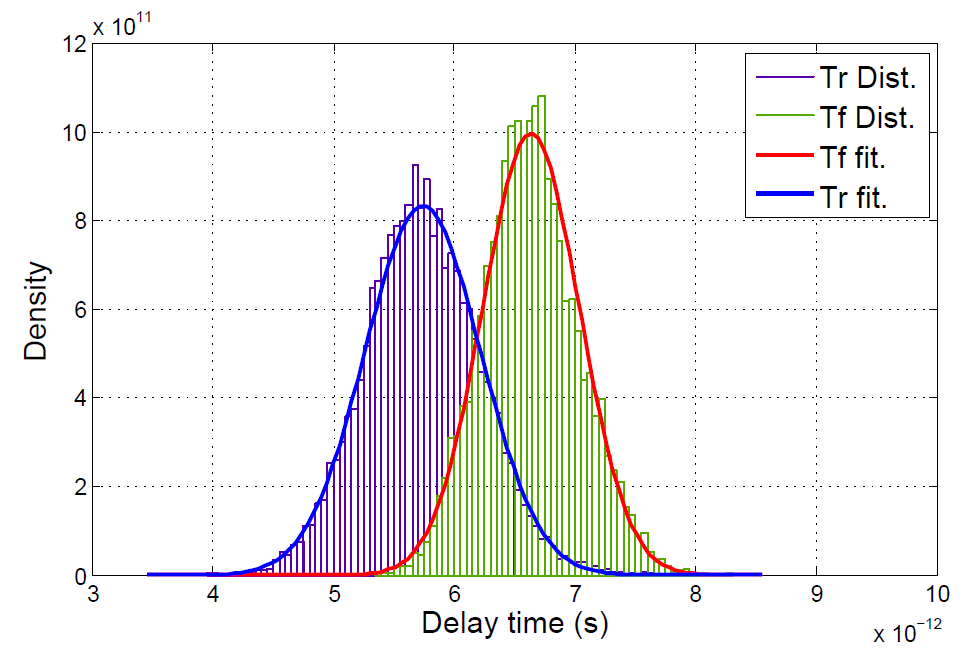 x 10^11
12
10
8
6
4
2
0
Density
Tr Dist.
Tf Dist.
Tf fit.
Tr fit.
3 4 5 6 7 8 9 10
Delay time (s)
x 10^−12